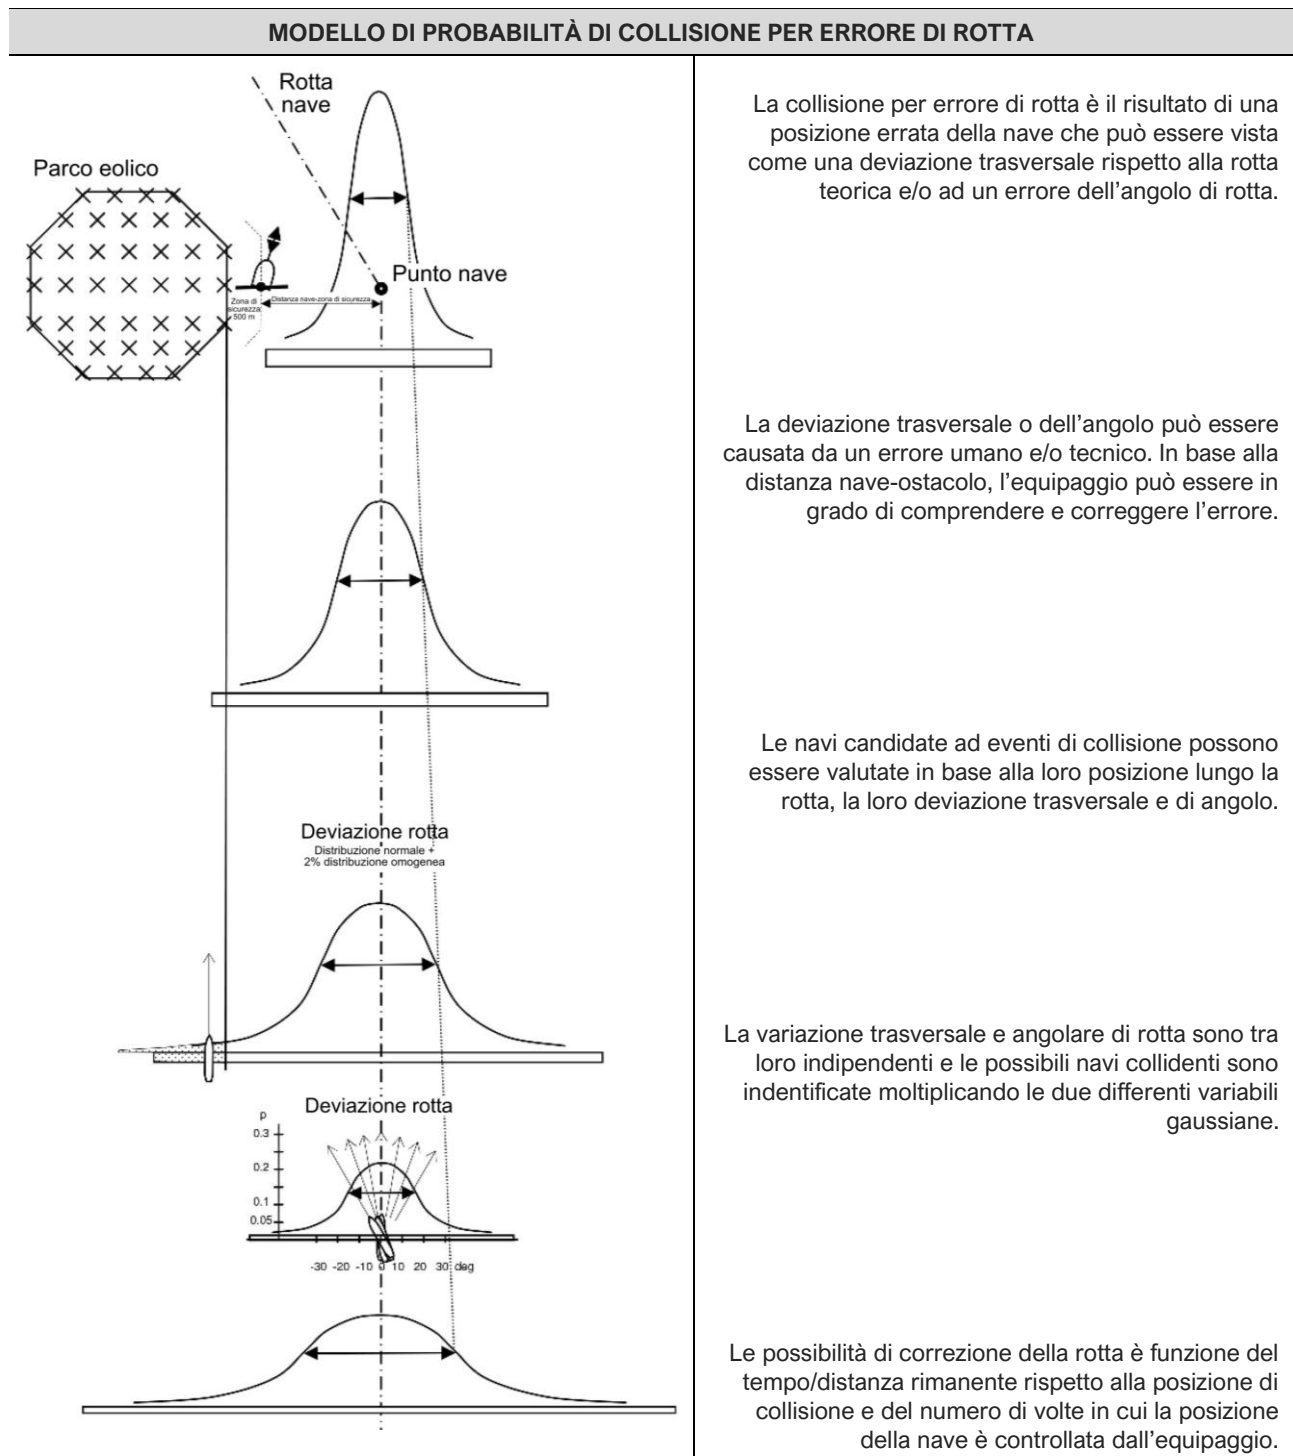 MODELLO DI PROBABILITÀ DI COLLISIONE PER ERRORE DI ROTTA
Rotta
nave
Parco eolico
Punto nave
Zona di
sicurezza
500 m
Distanza nave-zona di sicurezza
Deviazione rotta
Distribuzione normale +
2% distribuzione omogenea
Deviazione rotta
p
0.3
0.2
0.1
0.05
-30 -20 -10 0 10 20 30 deg
La collisione per errore di rotta è il risultato di una
posizione errata della nave che può essere vista
come una deviazione trasversale rispetto alla rotta
teorica e/o ad un errore dell’angolo di rotta.
La deviazione trasversale o dell’angolo può essere
causata da un errore umano e/o tecnico. In base alla
distanza nave-ostacolo, l’equipaggio può essere in
grado di comprendere e correggere l’errore.
Le navi candidate ad eventi di collisione possono
essere valutate in base alla loro posizione lungo la
rotta, la loro deviazione trasversale e di angolo.
La variazione trasversale e angolare di rotta sono tra
loro indipendenti e le possibili navi collidenti sono
indentificate moltiplicando le due differenti variabili
gaussiane.
Le possibilità di correzione della rotta è funzione del
tempo/distanza rimanente rispetto alla posizione di
collisione e del numero di volte in cui la posizione
della nave è controllata dall’equipaggio.